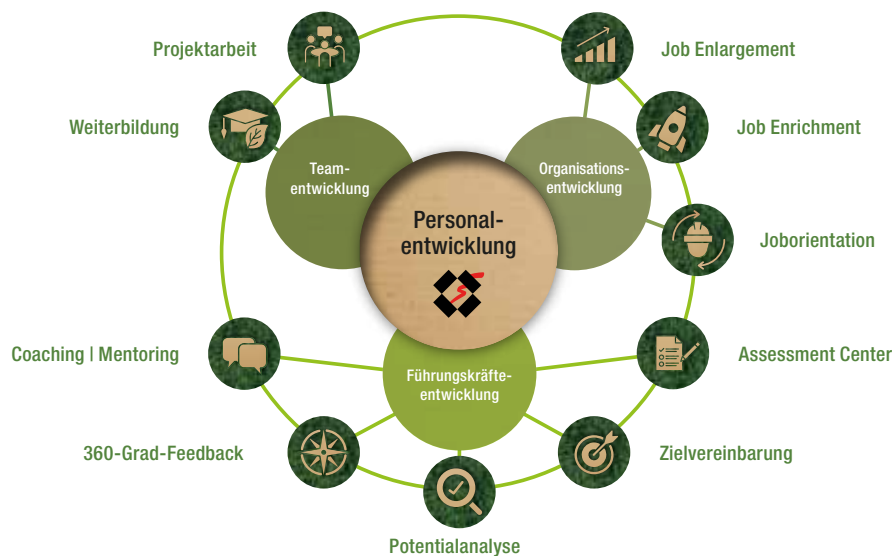 Projektarbeit
Job Enlargement
Weiterbildung
Job Enrichment
Team-
entwicklung
Organisations-
entwicklung
Personal-
entwicklung
Joborientation
Coaching | Mentoring
Assessment Center
Führungskräfte-
entwicklung
360-Grad-Feedback
Zielvereinbarung
Potentialanalyse